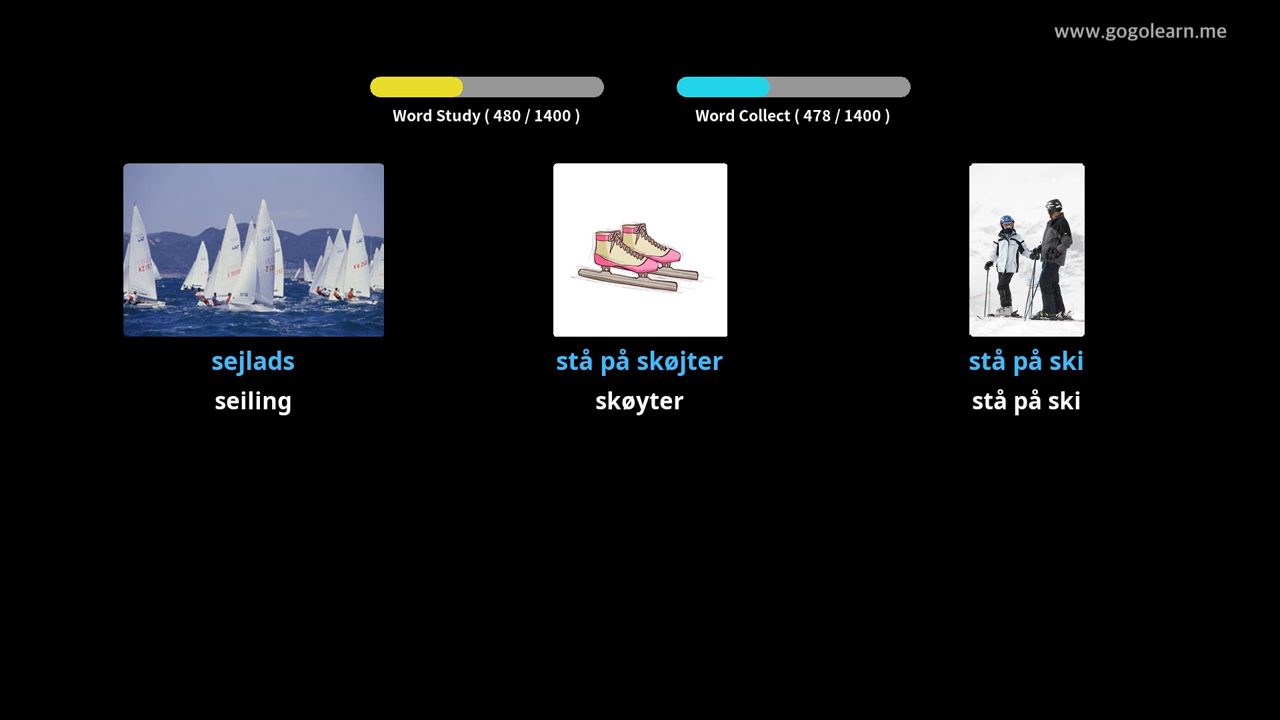 www.gogolearn.me
Word Study ( 480 / 1400 )
Word Collect ( 478 / 1400 )
sejlads
stå på skøjter
stå på ski
seiling
skøyter
stå på ski